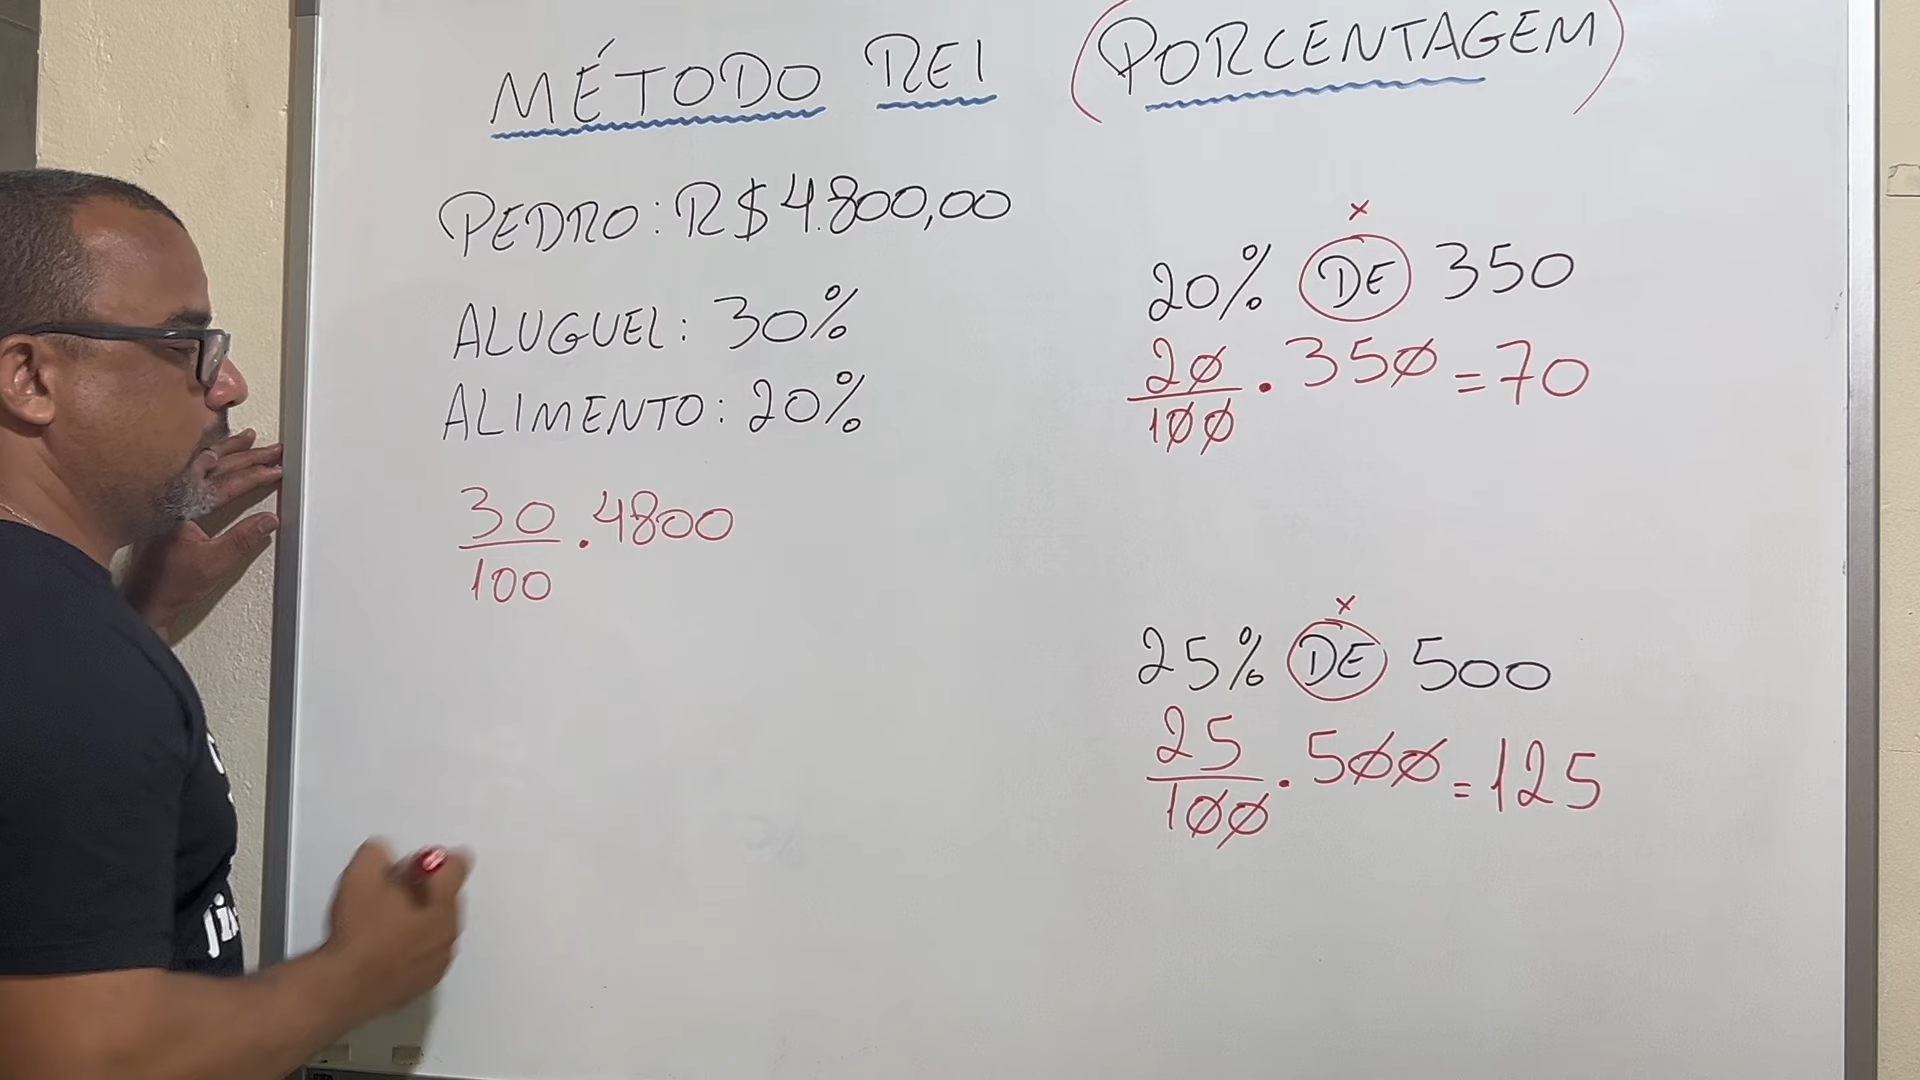 MÉTODO REI (PORCENTAGEM)
PEDRO: R$4.800,00
ALUGUEL: 30%
ALIMENTO: 20%
30/100 . 4800
x
20% DE 350
20/100 . 350 = 70
x
25% DE 500
25/100 . 500 = 125